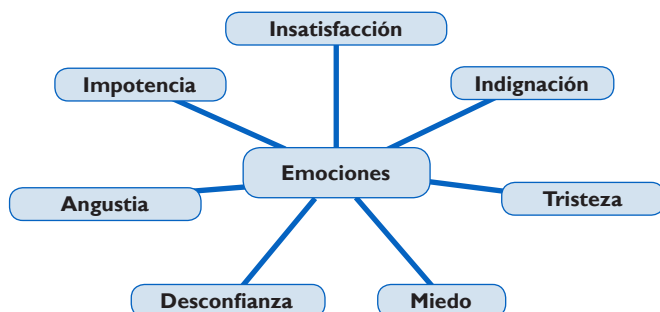 Insatisfacción
Impotencia
Indignación
Emociones
Angustia
Tristeza
Desconfianza
Miedo